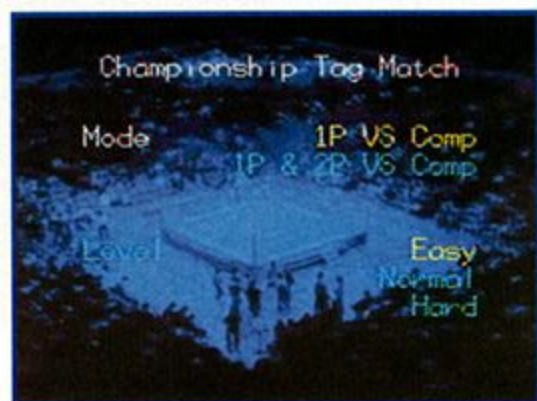 Championship Tag Match
Mode 1P VS Comp
1P & 2P VS Comp
Level Easy
Normal
Hard